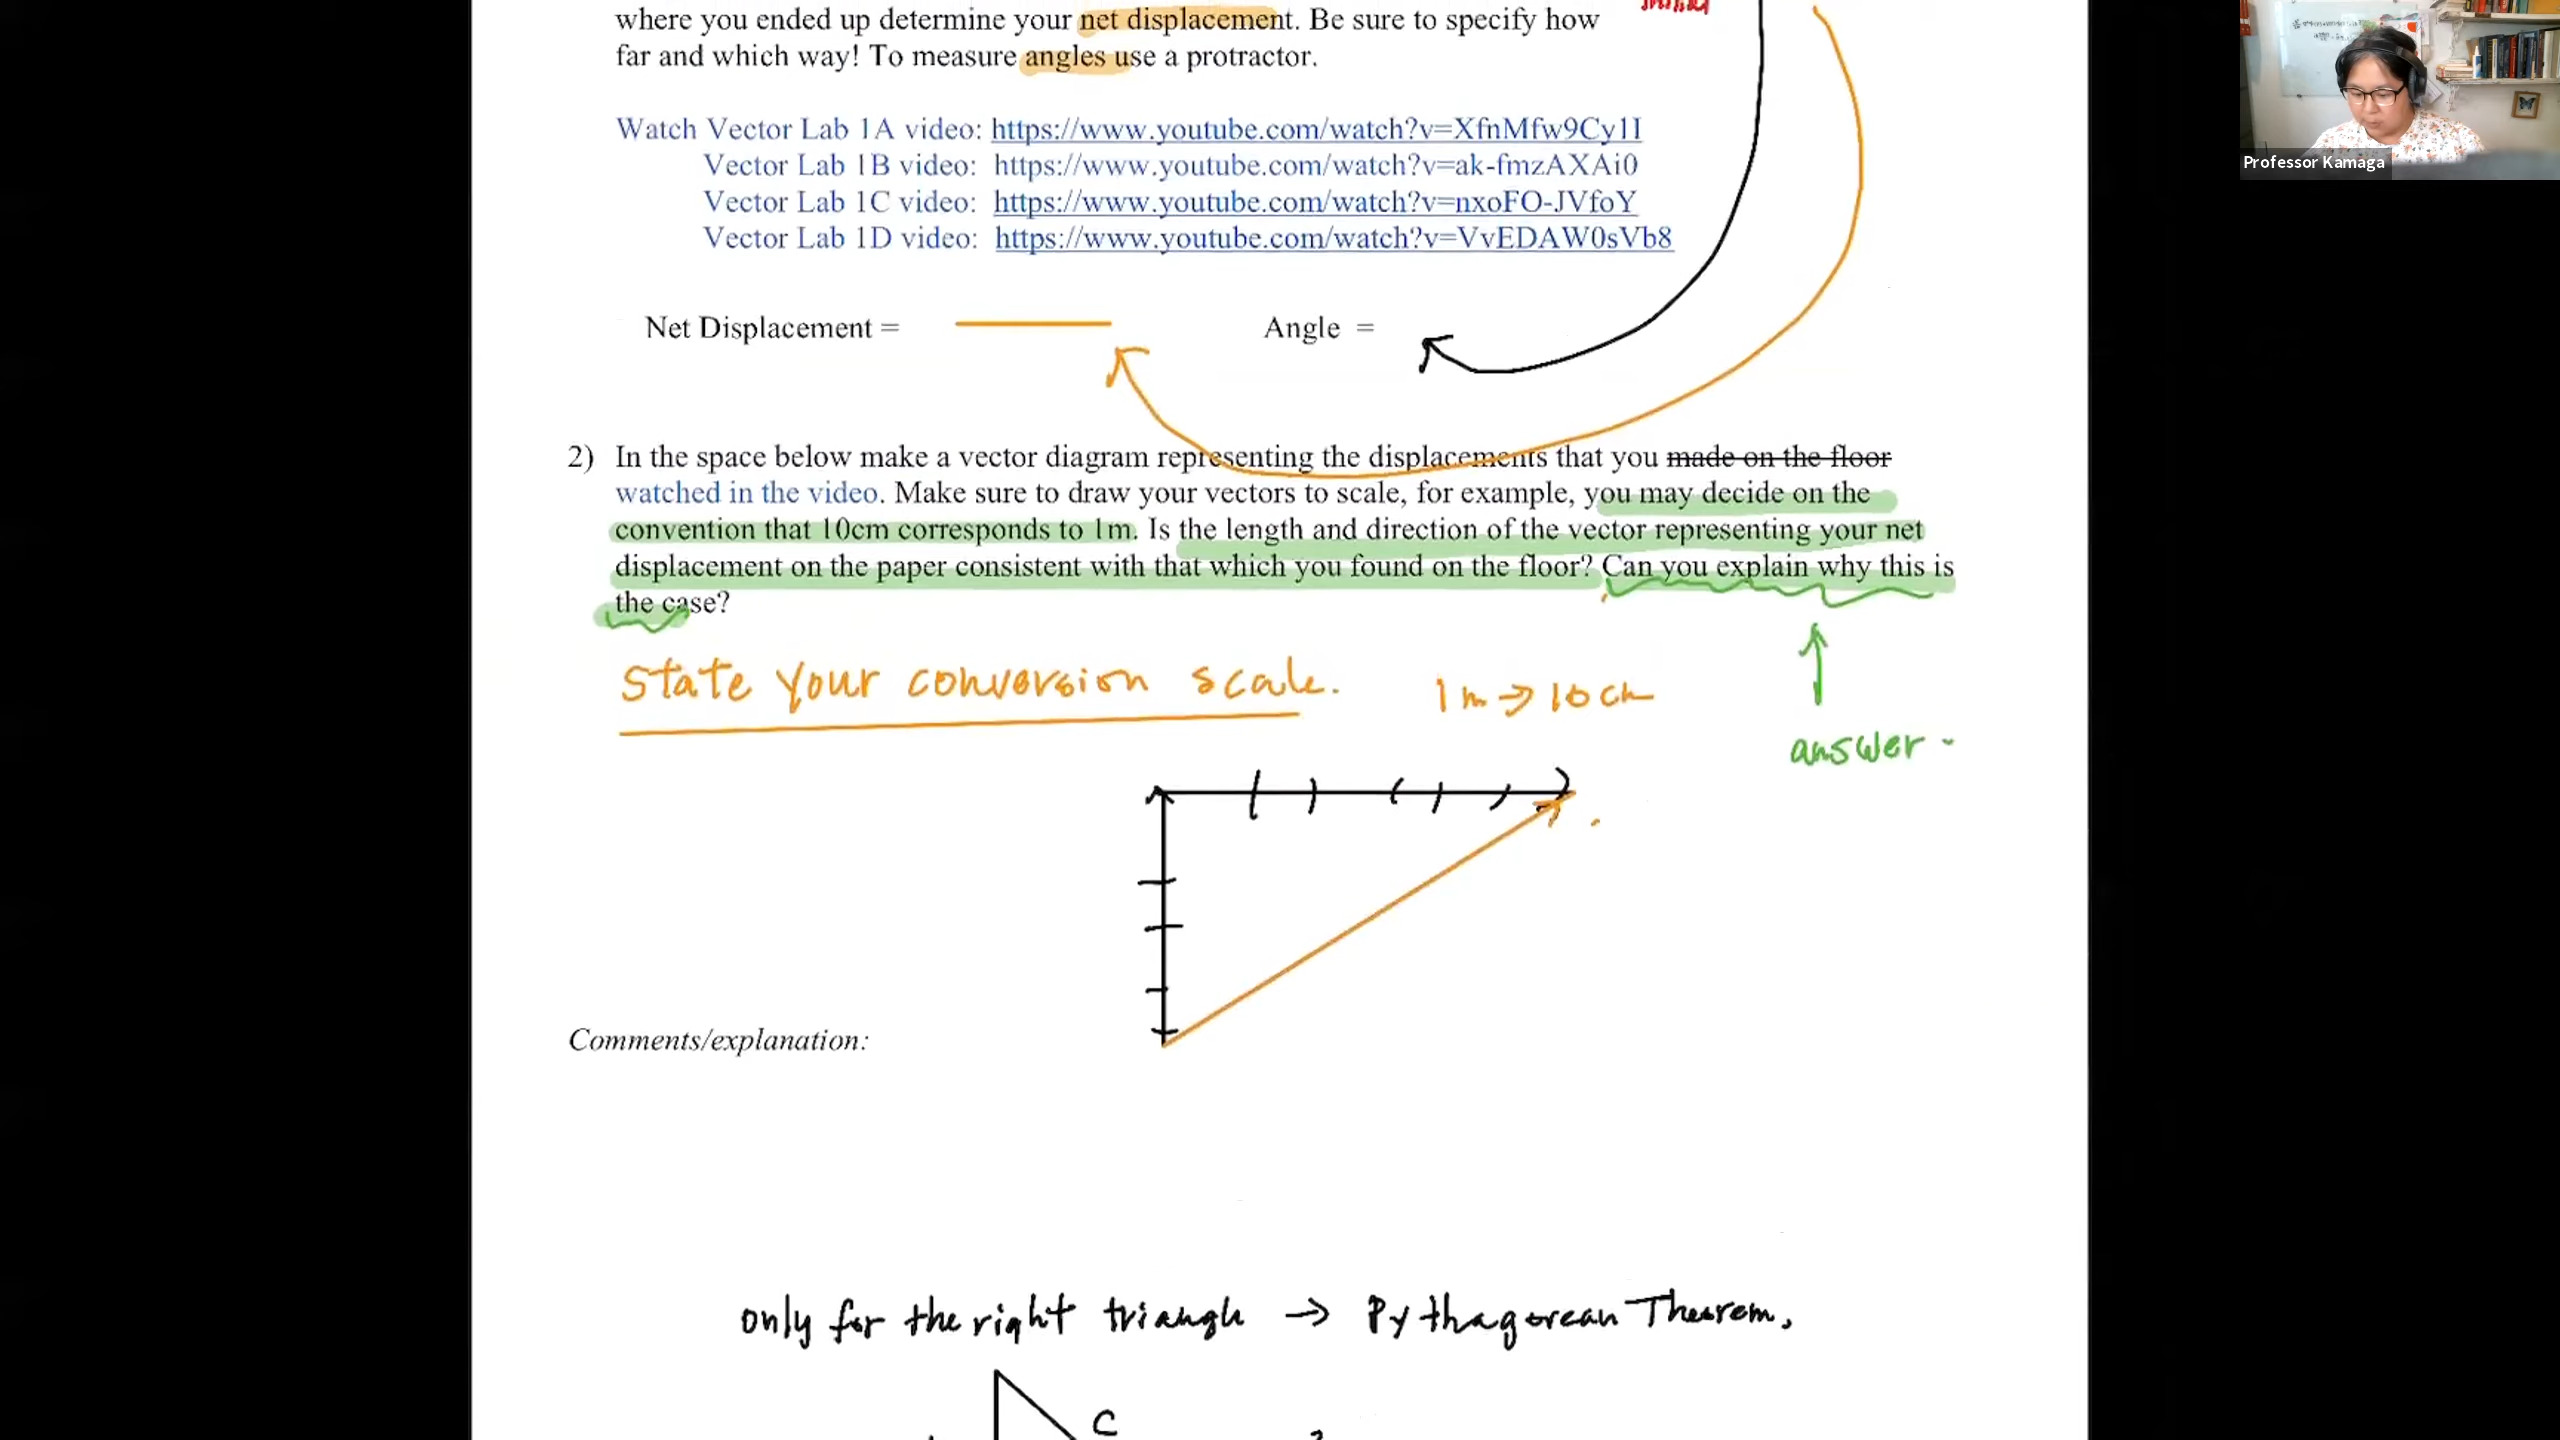 where you ended up determine your net displacement. Be sure to specify how
far and which way! To measure angles use a protractor.
Watch Vector Lab 1A video: https://www.youtube.com/watch?v=XfnMfw9Cy1I
Vector Lab 1B video: https://www.youtube.com/watch?v=ak-fmzAXAi0
Vector Lab 1C video: https://www.youtube.com/watch?v=nxoFO-JVfoY
Vector Lab 1D video: https://www.youtube.com/watch?v=VvEDAW0sVb8
Net Displacement =
Angle =
2) In the space below make a vector diagram representing the displacements that you made on the floor
watched in the video. Make sure to draw your vectors to scale, for example, you may decide on the
convention that 10cm corresponds to 1m. Is the length and direction of the vector representing your net
displacement on the paper consistent with that which you found on the floor? Can you explain why this is
the case?
State your conversion scale. 1m → 10cm
answer.
Comments/explanation:
only for the right triangle → Pythagorean Theorem.
c
Professor Kamaga